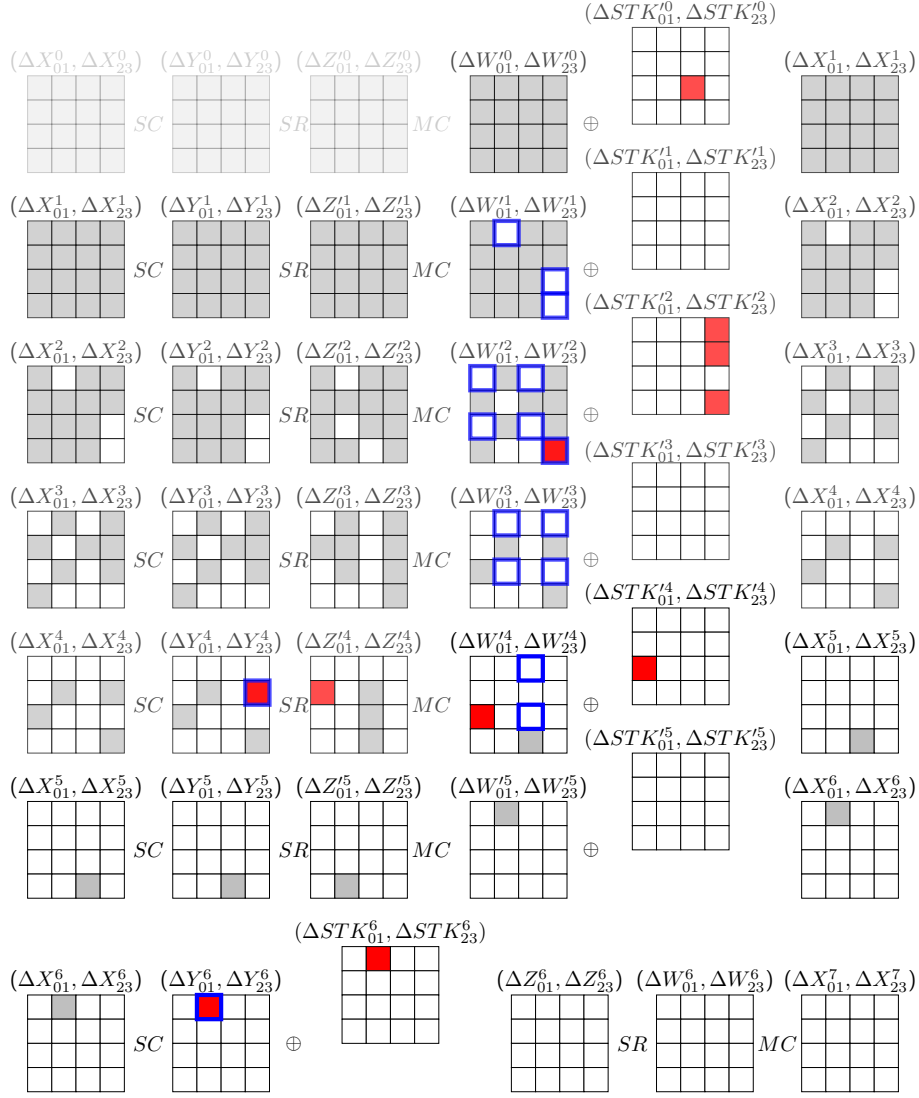 (ΔSTK′⁰₀₁, ΔSTK′⁰₂₃)
(ΔX⁰₀₁, ΔX⁰₂₃) (ΔY⁰₀₁, ΔY⁰₂₃) (ΔZ′⁰₀₁, ΔZ′⁰₂₃) (ΔW′⁰₀₁, ΔW′⁰₂₃) (ΔX¹₀₁, ΔX¹₂₃)
SC SR MC ⊕
(ΔSTK′¹₀₁, ΔSTK′¹₂₃)
(ΔX¹₀₁, ΔX¹₂₃) (ΔY¹₀₁, ΔY¹₂₃) (ΔZ′¹₀₁, ΔZ′¹₂₃) (ΔW′¹₀₁, ΔW′¹₂₃) (ΔX²₀₁, ΔX²₂₃)
SC SR MC ⊕
(ΔSTK′²₀₁, ΔSTK′²₂₃)
(ΔX²₀₁, ΔX²₂₃) (ΔY²₀₁, ΔY²₂₃) (ΔZ′²₀₁, ΔZ′²₂₃) (ΔW′²₀₁, ΔW′²₂₃) (ΔX³₀₁, ΔX³₂₃)
SC SR MC ⊕
(ΔSTK′³₀₁, ΔSTK′³₂₃)
(ΔX³₀₁, ΔX³₂₃) (ΔY³₀₁, ΔY³₂₃) (ΔZ′³₀₁, ΔZ′³₂₃) (ΔW′³₀₁, ΔW′³₂₃) (ΔX⁴₀₁, ΔX⁴₂₃)
SC SR MC ⊕
(ΔSTK′⁴₀₁, ΔSTK′⁴₂₃)
(ΔX⁴₀₁, ΔX⁴₂₃) (ΔY⁴₀₁, ΔY⁴₂₃) (ΔZ′⁴₀₁, ΔZ′⁴₂₃) (ΔW′⁴₀₁, ΔW′⁴₂₃) (ΔX⁵₀₁, ΔX⁵₂₃)
SC SR MC ⊕
(ΔSTK′⁵₀₁, ΔSTK′⁵₂₃)
(ΔX⁵₀₁, ΔX⁵₂₃) (ΔY⁵₀₁, ΔY⁵₂₃) (ΔZ′⁵₀₁, ΔZ′⁵₂₃) (ΔW′⁵₀₁, ΔW′⁵₂₃) (ΔX⁶₀₁, ΔX⁶₂₃)
SC SR MC ⊕
(ΔSTK⁶₀₁, ΔSTK⁶₂₃)
(ΔX⁶₀₁, ΔX⁶₂₃) (ΔY⁶₀₁, ΔY⁶₂₃) (ΔZ⁶₀₁, ΔZ⁶₂₃) (ΔW⁶₀₁, ΔW⁶₂₃) (ΔX⁷₀₁, ΔX⁷₂₃)
SC ⊕ SR MC